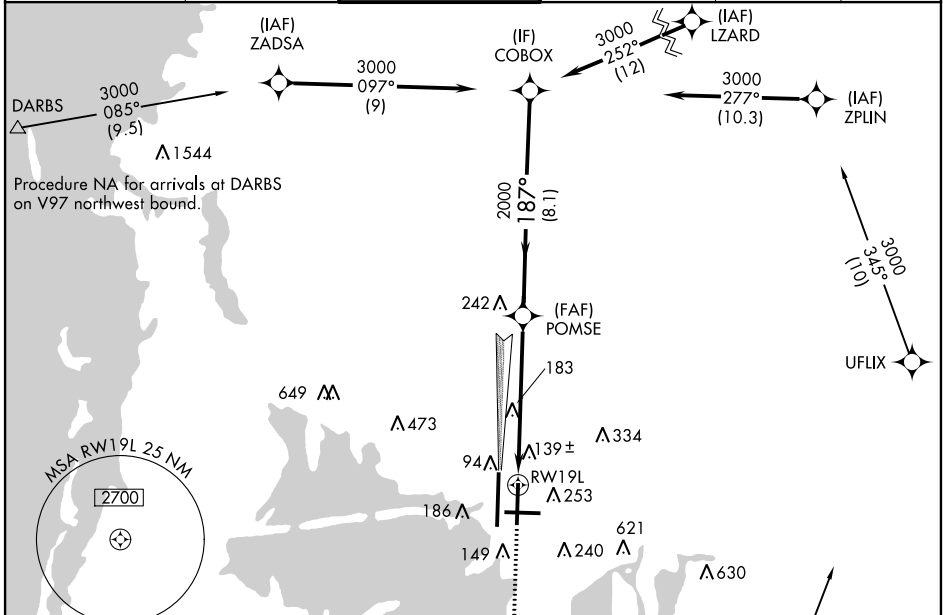 (IAF)
ZADSA
(IF)
COBOX
(IAF)
LZARD
3000
252°
(12)
3000
097°
(9)
3000
277°
(10.3)
(IAF)
ZPLIN
DARBS
3000
085°
(9.5)
1544
Procedure NA for arrivals at DARBS
on V97 northwest bound.
2000
187°
(8.1)
3000
345°
(10)
242
(FAF)
POMSE
UFLIX
183
649
473
334
139 ±
94
RW19L
253
MSA RW19L 25 NM
2700
186
149
240
621
630